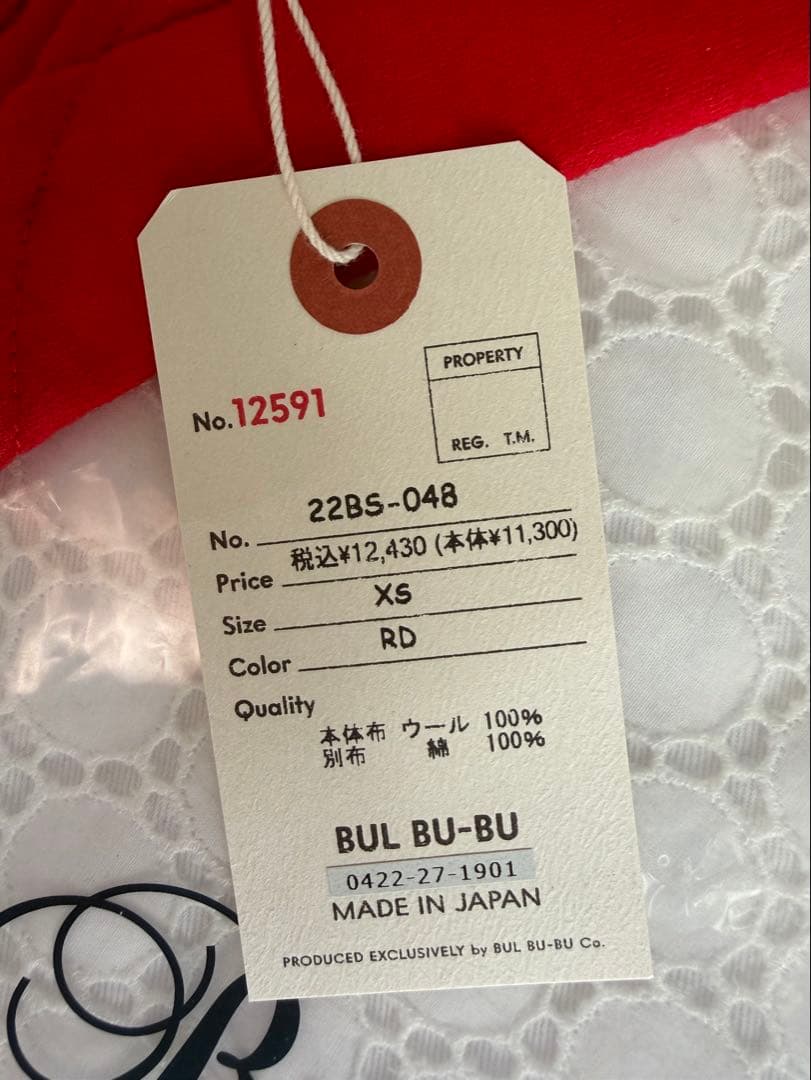 No.12591
PROPERTY
REG. T.M.
No. 22BS-048
Price 税込¥12,430 (本体¥11,300)
Size XS
Color RD
Quality
本体布 ウール 100%
別布 綿 100%
BUL BU-BU
0422-27-1901
MADE IN JAPAN
PRODUCED EXCLUSIVELY by BUL BU-BU Co.